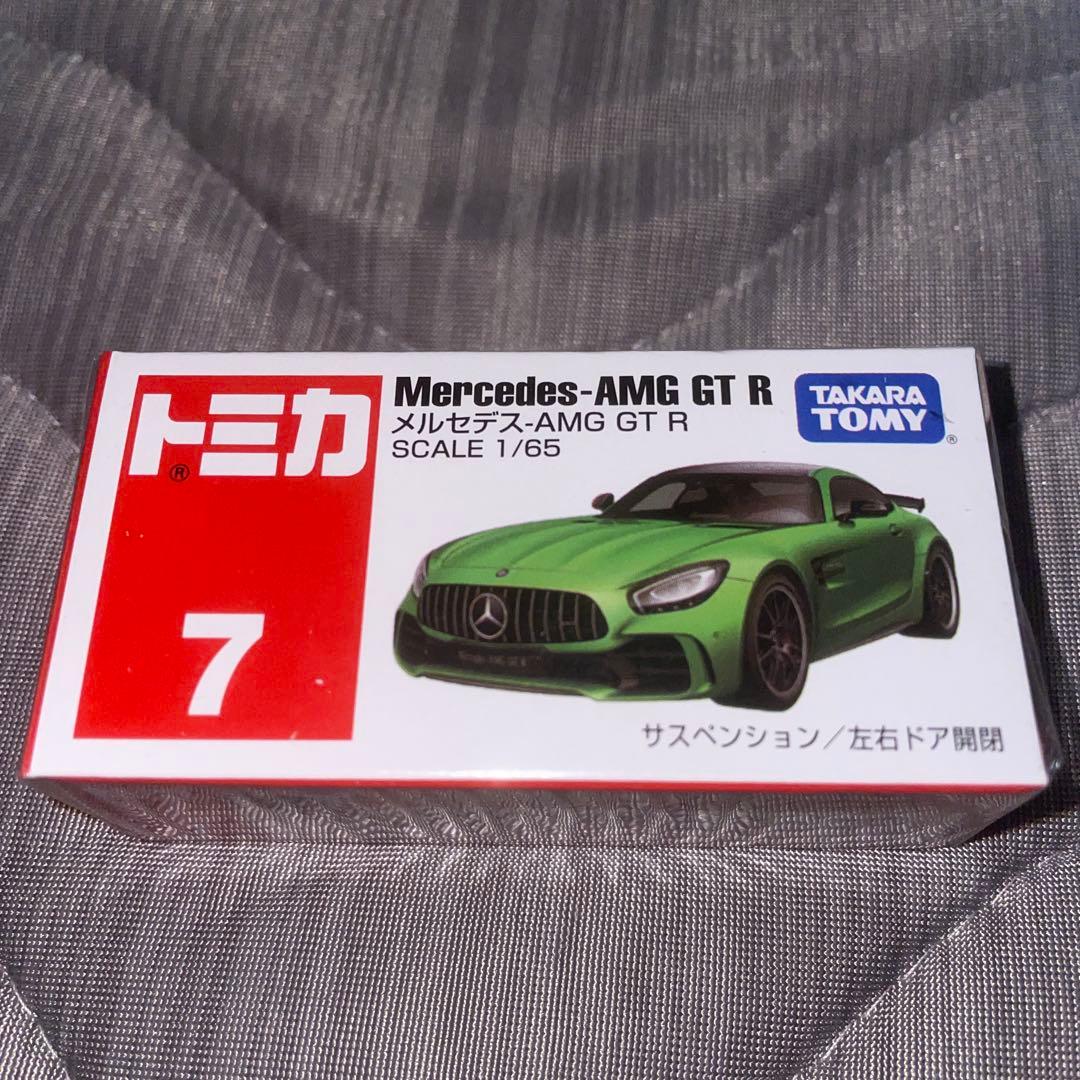 トミカ
®
7
Mercedes-AMG GT R
メルセデス-AMG GT R
SCALE 1/65
TAKARA
TOMY
®
サスペンション/左右ドア開閉